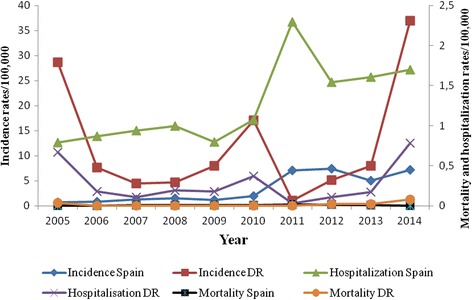 Incidence rates/100,000
40
35
30
25
20
15
10
5
0
2,5
2
1,5
1
0,5
0
Mortality and hospitalization rates/100,000
2005 2006 2007 2008 2009 2010 2011 2012 2013 2014
Year
Incidence Spain Incidence DR Hospitalization Spain
Hospitalisation DR Mortality Spain Mortality DR